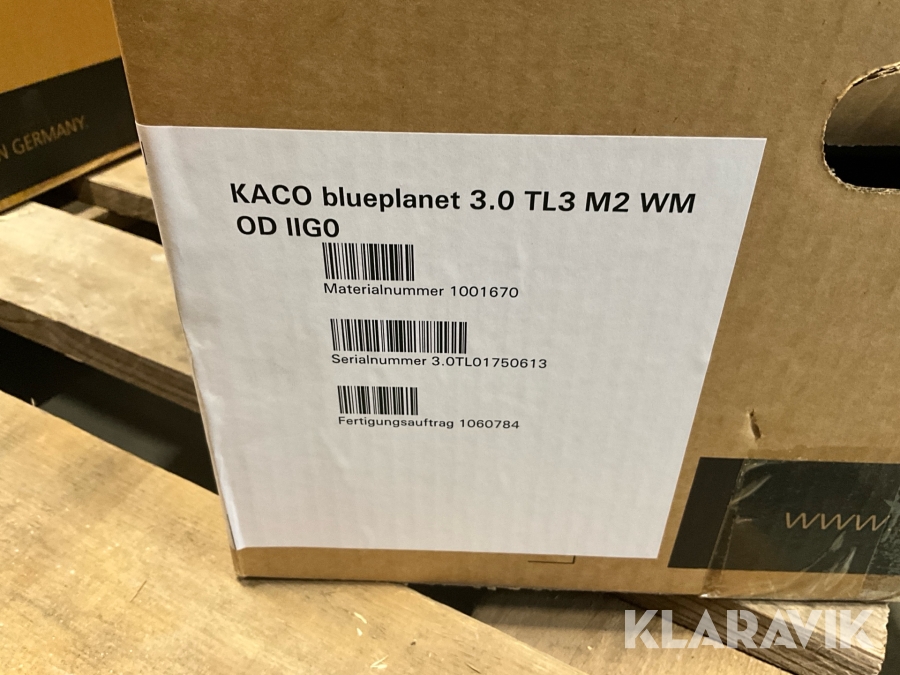 N GERMANY.
KACO blueplanet 3.0 TL3 M2 WM
OD IIG0
Materialnummer 1001670
Serialnummer 3.0TL01750613
Fertigungsauftrag 1060784
www.
KLARAVIK